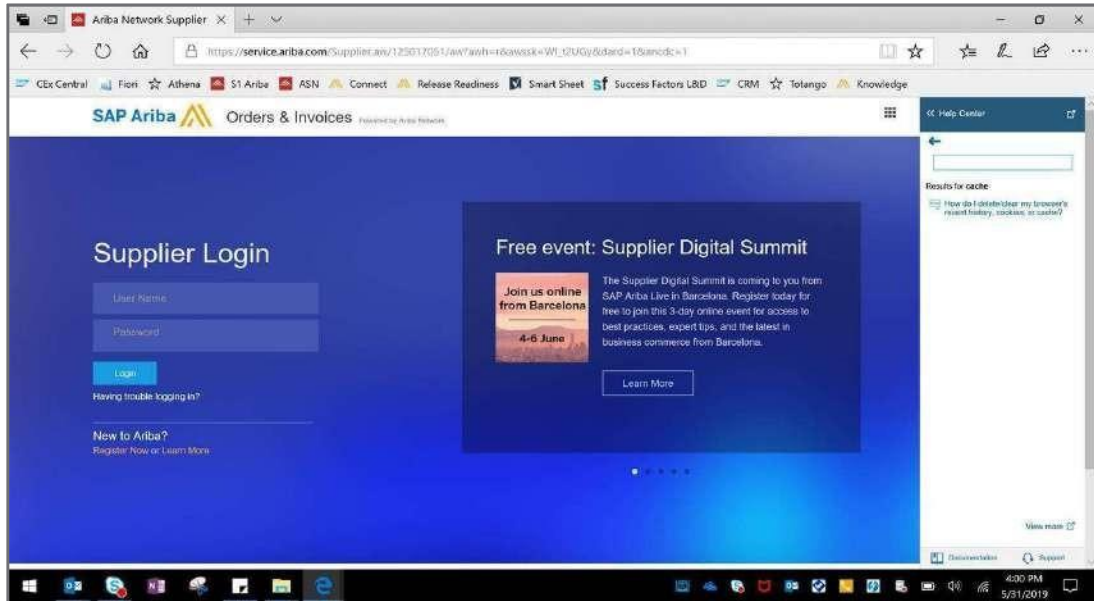 Ariba Network Supplier
https://service.ariba.com/Supplier.aw/
CEx Central Fiori Athena S1 Ariba ASN Connect Release Readiness Smart Sheet Success Factors L&D CRM Totango Knowledge
SAP Ariba Orders & Invoices Powered by Ariba Network
Help Center
Results for cache
How do I delete/clear my browser's
recent history, cookies, or cache?
Supplier Login
User Name
Password
Login
Having trouble logging in?
New to Ariba?
Register Now or Learn More
Free event: Supplier Digital Summit
Join us online
from Barcelona
4-6 June
The Supplier Digital Summit is coming to you from
SAP Ariba Live in Barcelona. Register today for
free to join this 3-day online event for access to
best practices, expert tips, and the latest in
business commerce from Barcelona.
Learn More
View more
Documentation Support
4:00 PM
5/31/2019